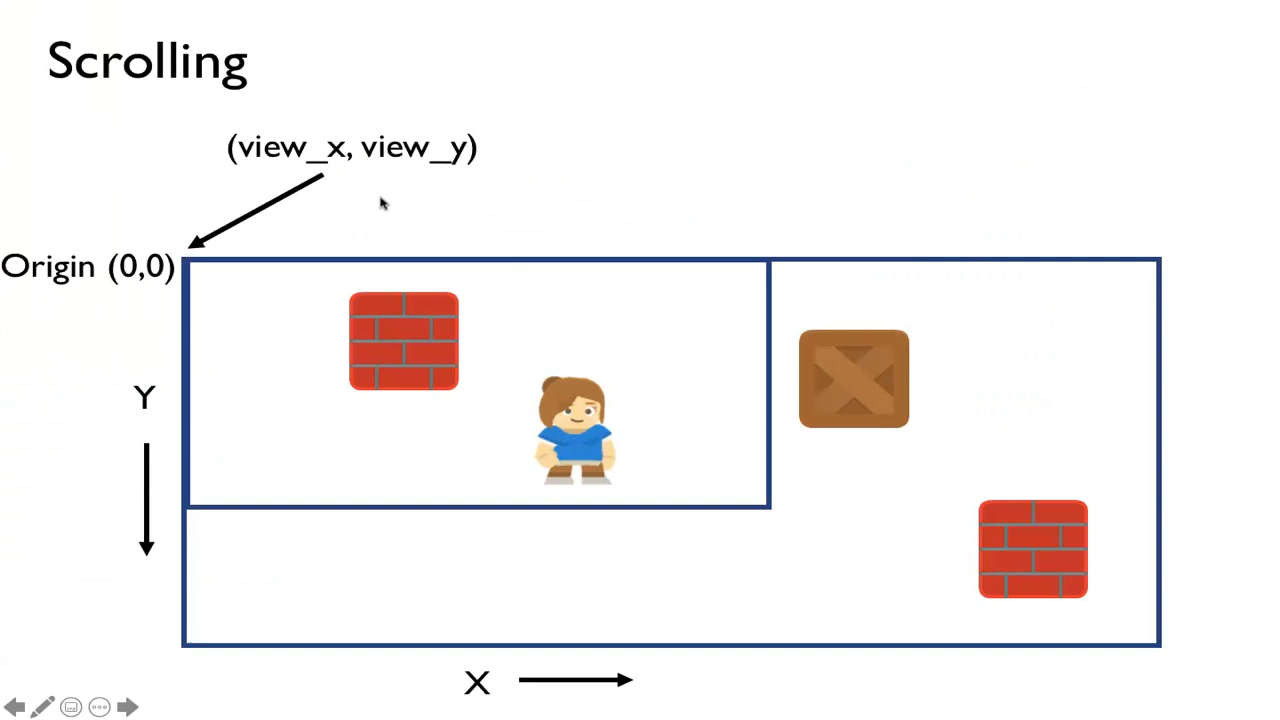 Scrolling
(view_x, view_y)
Origin (0,0)
Y
X